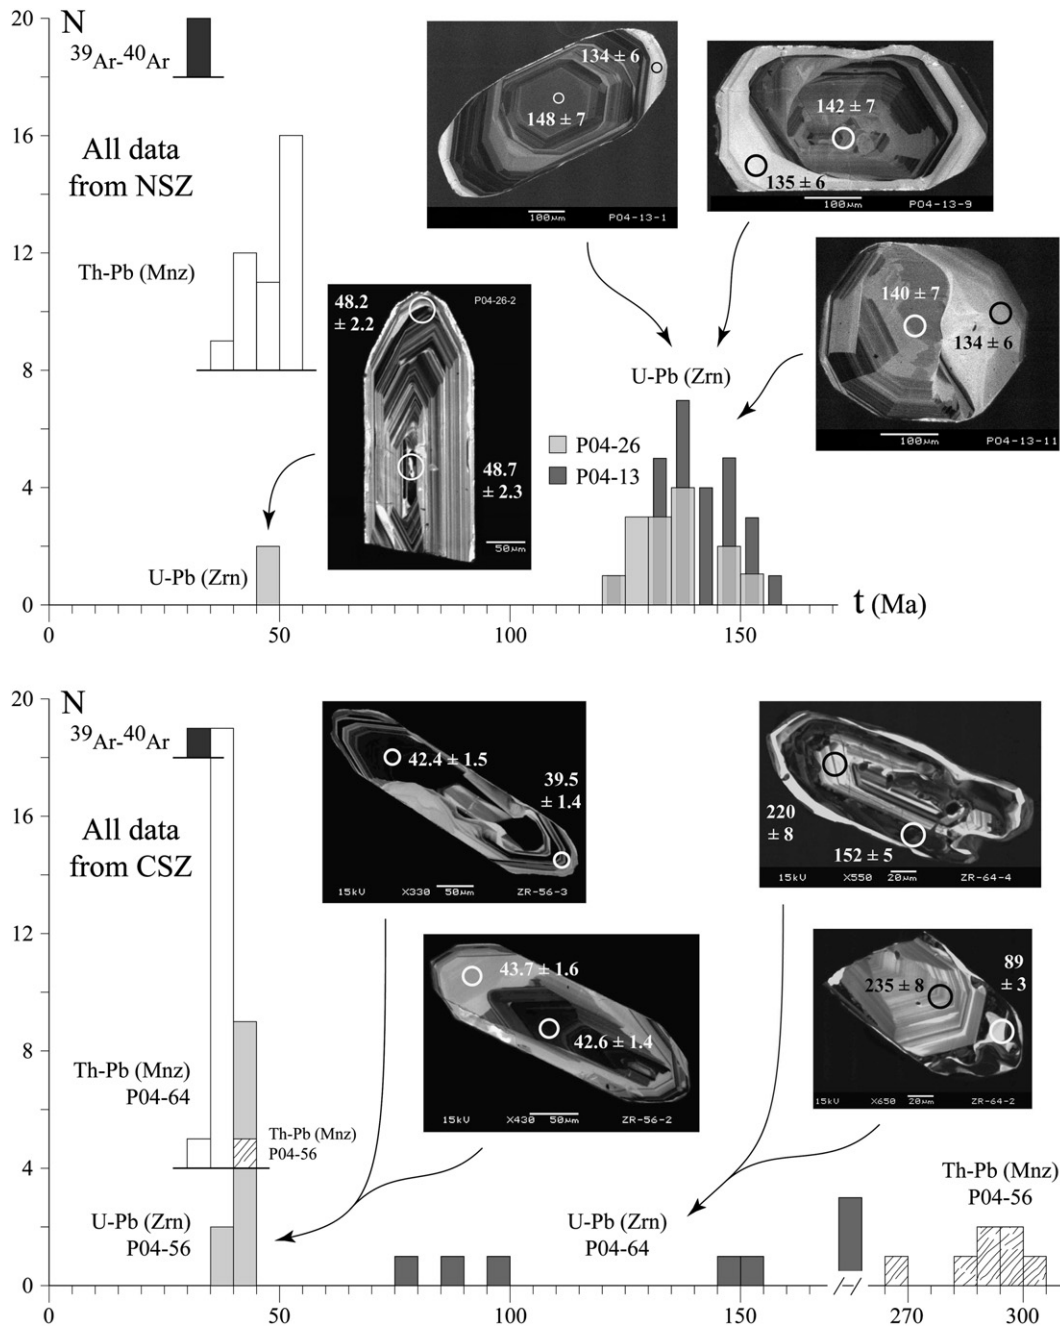 20
N
39Ar-40Ar
16
All data
from NSZ
12
Th-Pb (Mnz)
8
4
U-Pb (Zrn)
0
0
50
100
150
t (Ma)
134 ± 6
148 ± 7
100µm
P04-13-1
142 ± 7
135 ± 6
100µm
P04-13-9
140 ± 7
134 ± 6
100µm
P04-13-11
48.2
± 2.2
P04-26-2
48.7
± 2.3
50µm
U-Pb (Zrn)
P04-26
P04-13
20
N
39Ar-40Ar
16
All data
from CSZ
12
8
Th-Pb (Mnz)
P04-64
Th-Pb (Mnz)
P04-56
4
U-Pb (Zrn)
P04-56
0
0
50
100
150
270
300
42.4 ± 1.5
39.5
± 1.4
15kV X330 50µm ZR-56-3
43.7 ± 1.6
42.6 ± 1.4
15kV X430 50µm ZR-56-2
220
± 8
152 ± 5
15kV X550 20µm ZR-64-4
235 ± 8
89
± 3
15kV X650 20µm ZR-64-2
U-Pb (Zrn)
P04-64
Th-Pb (Mnz)
P04-56